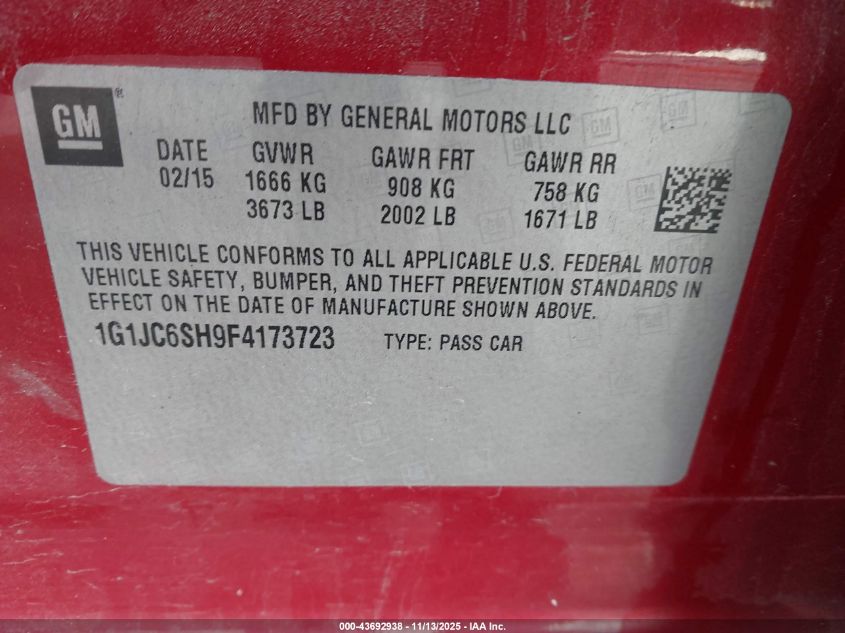 GM ®
MFD BY GENERAL MOTORS LLC
DATE GVWR GAWR FRT GAWR RR
02/15 1666 KG 908 KG 758 KG
3673 LB 2002 LB 1671 LB
THIS VEHICLE CONFORMS TO ALL APPLICABLE U.S. FEDERAL MOTOR
VEHICLE SAFETY, BUMPER, AND THEFT PREVENTION STANDARDS IN
EFFECT ON THE DATE OF MANUFACTURE SHOWN ABOVE.
1G1JC6SH9F4173723 TYPE: PASS CAR
000-43692938 - 11/13/2025 - IAA Inc.